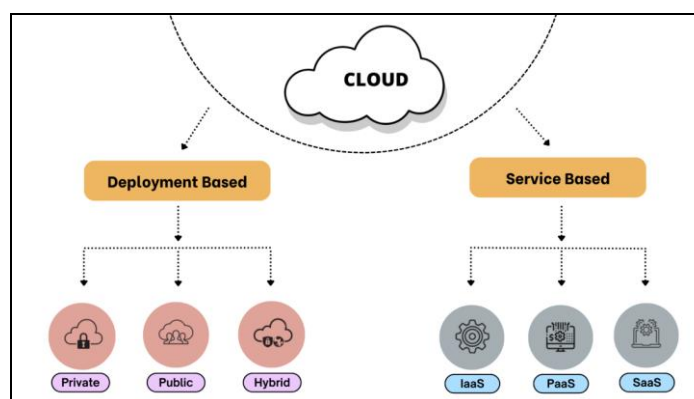 CLOUD
Deployment Based
Service Based
Private
Public
Hybrid
IaaS
PaaS
SaaS